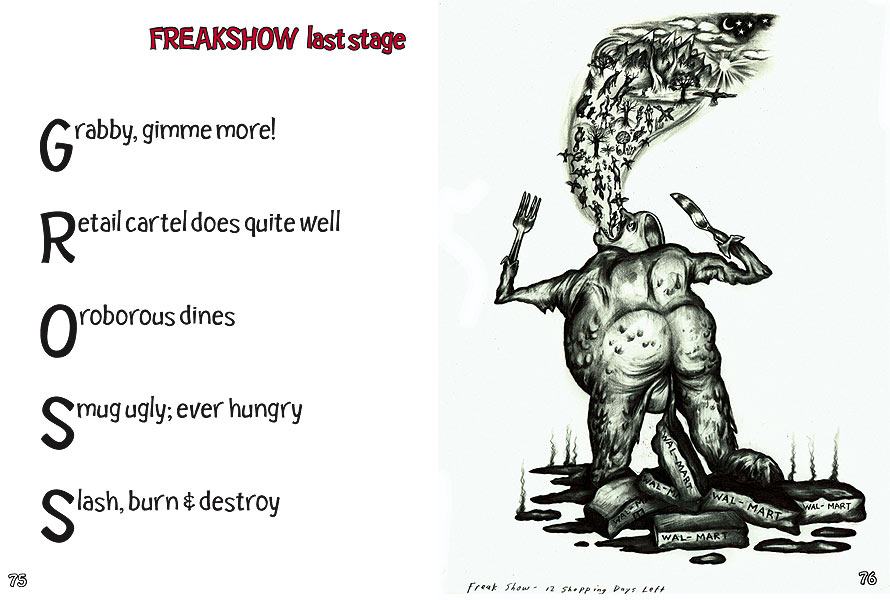 FREAKSHOW last stage
Grabby, gimme more!
Retail cartel does quite well
Oroborous dines
Smug ugly; ever hungry
Slash, burn & destroy
75
WAL-MART
WAL-M
WAL-M
WAL-MART
WAL-MART
WAL-MART
Freak Show - 12 Shopping Days Left
76